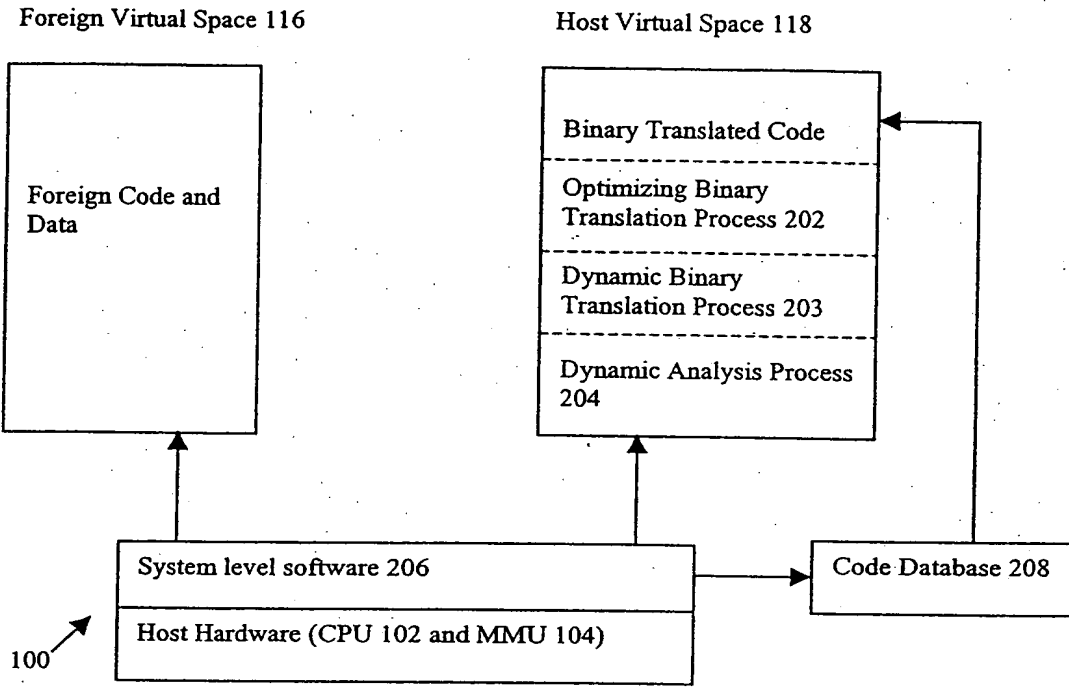 Foreign Virtual Space 116
Host Virtual Space 118
Foreign Code and
Data
Binary Translated Code
Optimizing Binary
Translation Process 202
Dynamic Binary
Translation Process 203
Dynamic Analysis Process
204
System level software 206
Host Hardware (CPU 102 and MMU 104)
Code Database 208
100